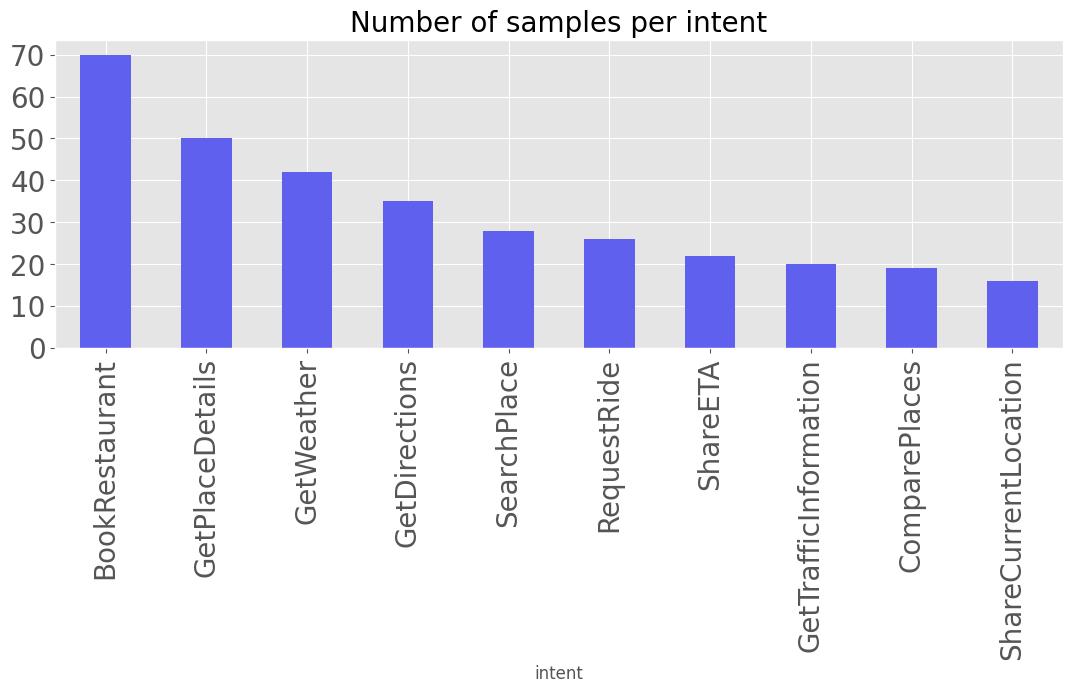 Number of samples per intent
70
60
50
40
30
20
10
0
BookRestaurant
GetPlaceDetails
GetWeather
GetDirections
SearchPlace
RequestRide
ShareETA
GetTrafficInformation
ComparePlaces
ShareCurrentLocation
intent